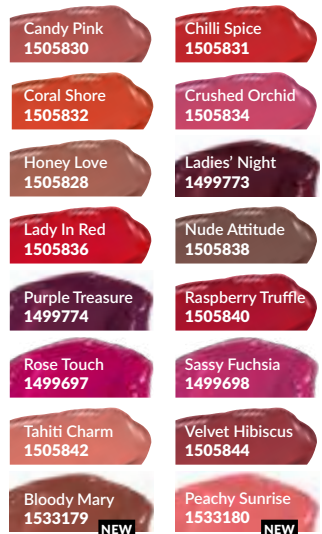 Candy Pink
1505830
Chilli Spice
1505831
Coral Shore
1505832
Crushed Orchid
1505834
Honey Love
1505828
Ladies' Night
1499773
Lady In Red
1505836
Nude Attitude
1505838
Purple Treasure
1499774
Raspberry Truffle
1505840
Rose Touch
1499697
Sassy Fuchsia
1499698
Tahiti Charm
1505842
Velvet Hibiscus
1505844
Bloody Mary
1533179
NEW
Peachy Sunrise
1533180
NEW